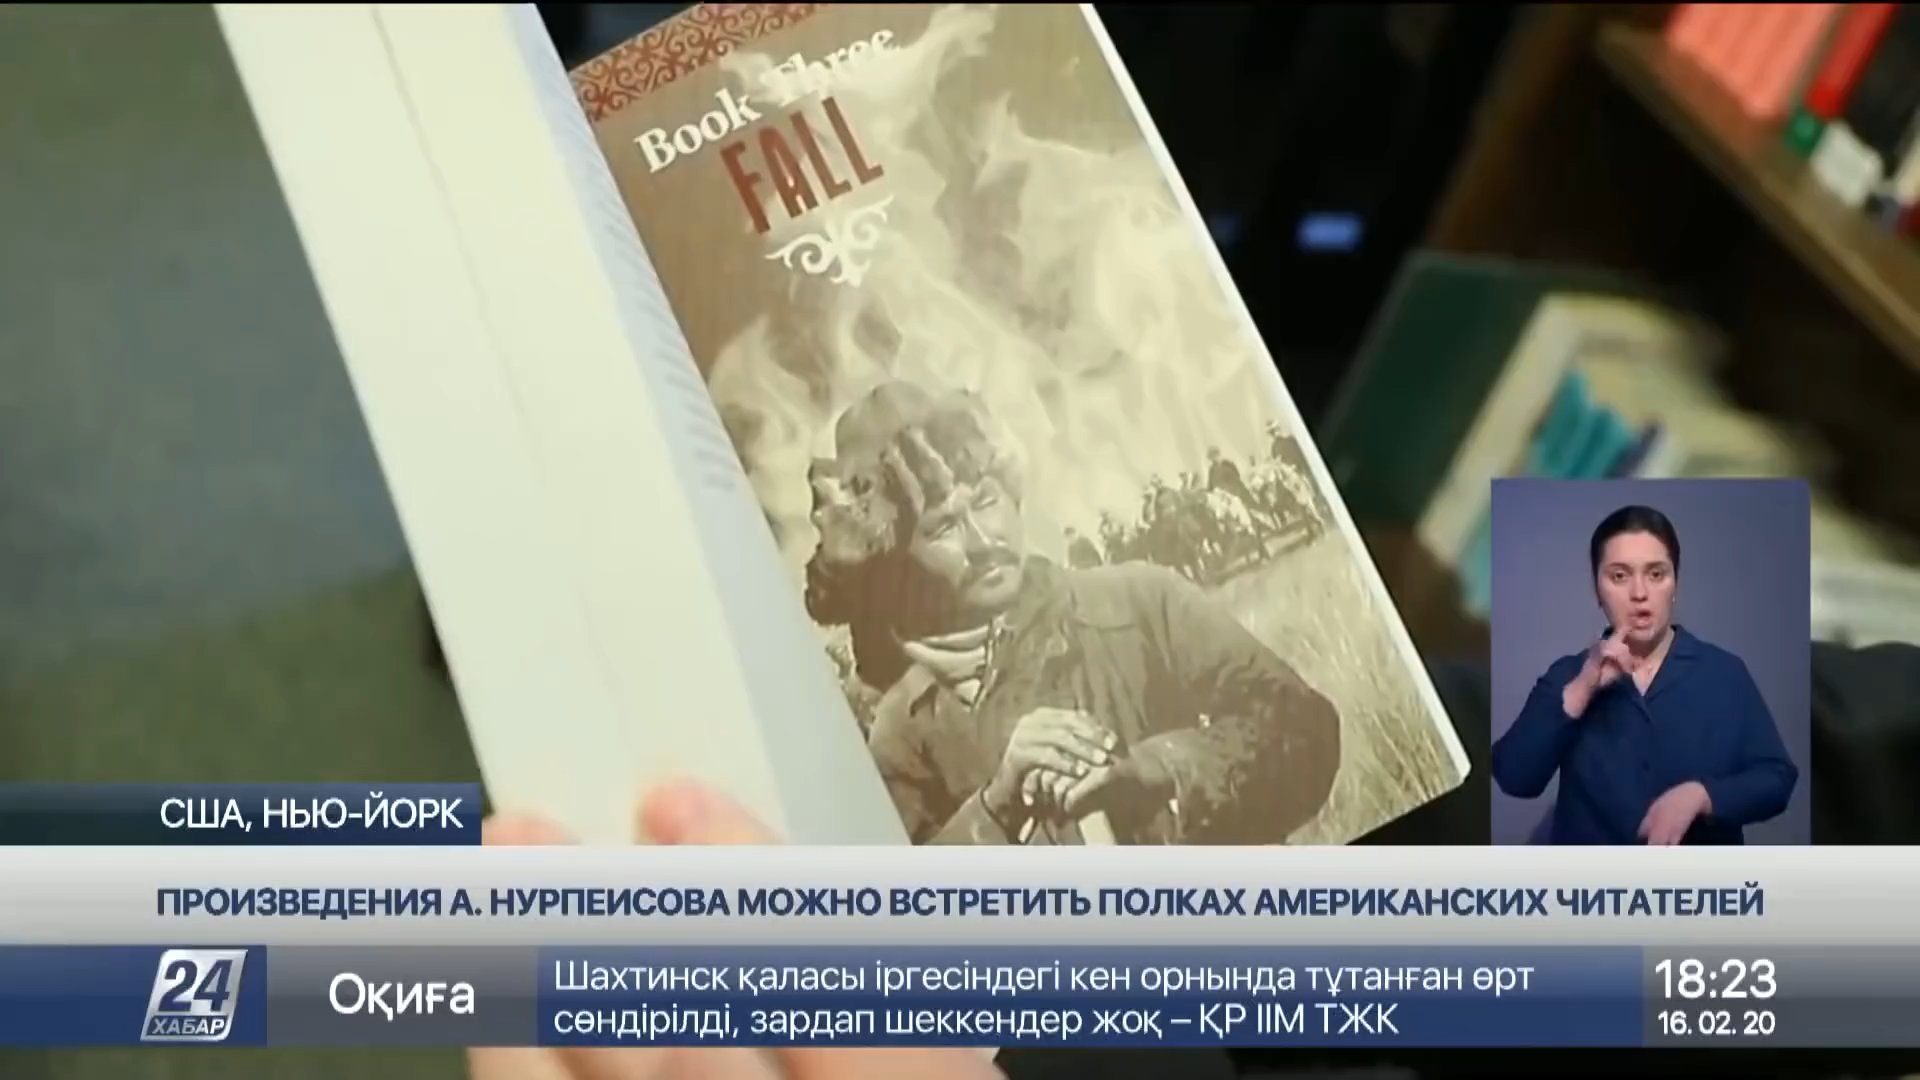 Book Three
FALL
США, НЬЮ-ЙОРК
ПРОИЗВЕДЕНИЯ А. НУРПЕИСОВА МОЖНО ВСТРЕТИТЬ ПОЛКАХ АМЕРИКАНСКИХ ЧИТАТЕЛЕЙ
24
ХАБАР
Оқиға
Шахтинск қаласы іргесіндегі кен орнында тұтанған өрт
сөндірілді, зардап шеккендер жоқ – ҚР ІІМ ТЖК
18:23
16. 02. 20